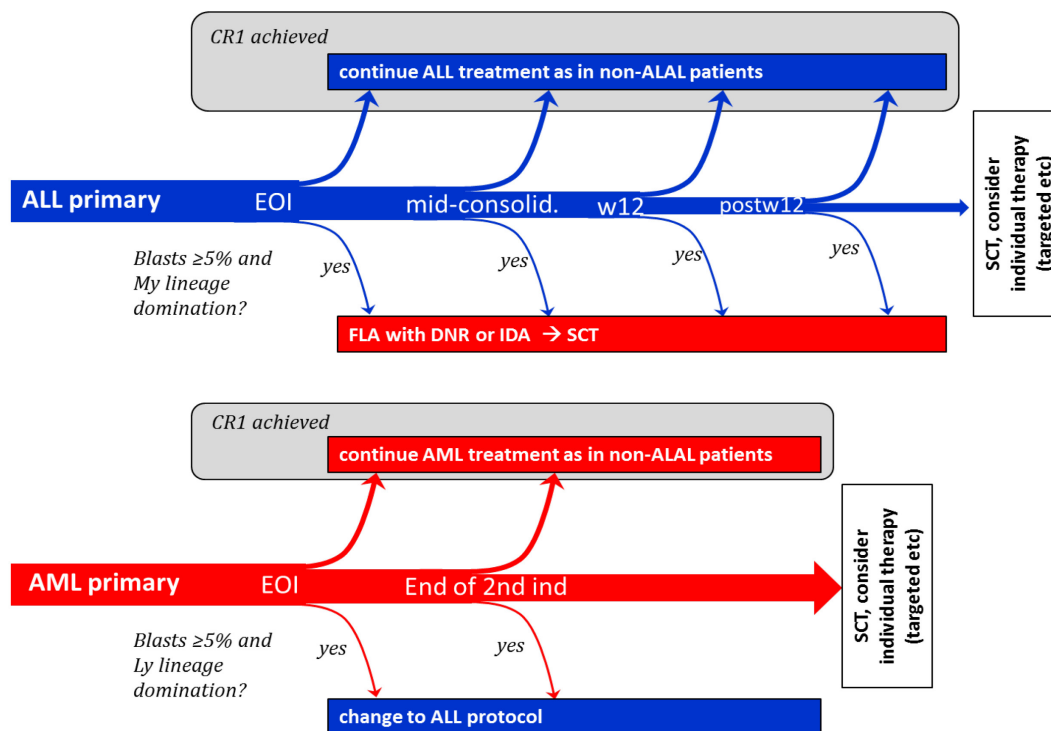 CR1 achieved
continue ALL treatment as in non-ALAL patients
ALL primary
EOI
mid-consolid.
w12
postw12
Blasts ≥5% and
My lineage
domination?
yes
yes
yes
yes
FLA with DNR or IDA → SCT
SCT, consider
individual therapy
(targeted etc)
CR1 achieved
continue AML treatment as in non-ALAL patients
AML primary
EOI
End of 2nd ind
Blasts ≥5% and
Ly lineage
domination?
yes
yes
change to ALL protocol
SCT, consider
individual therapy
(targeted etc)